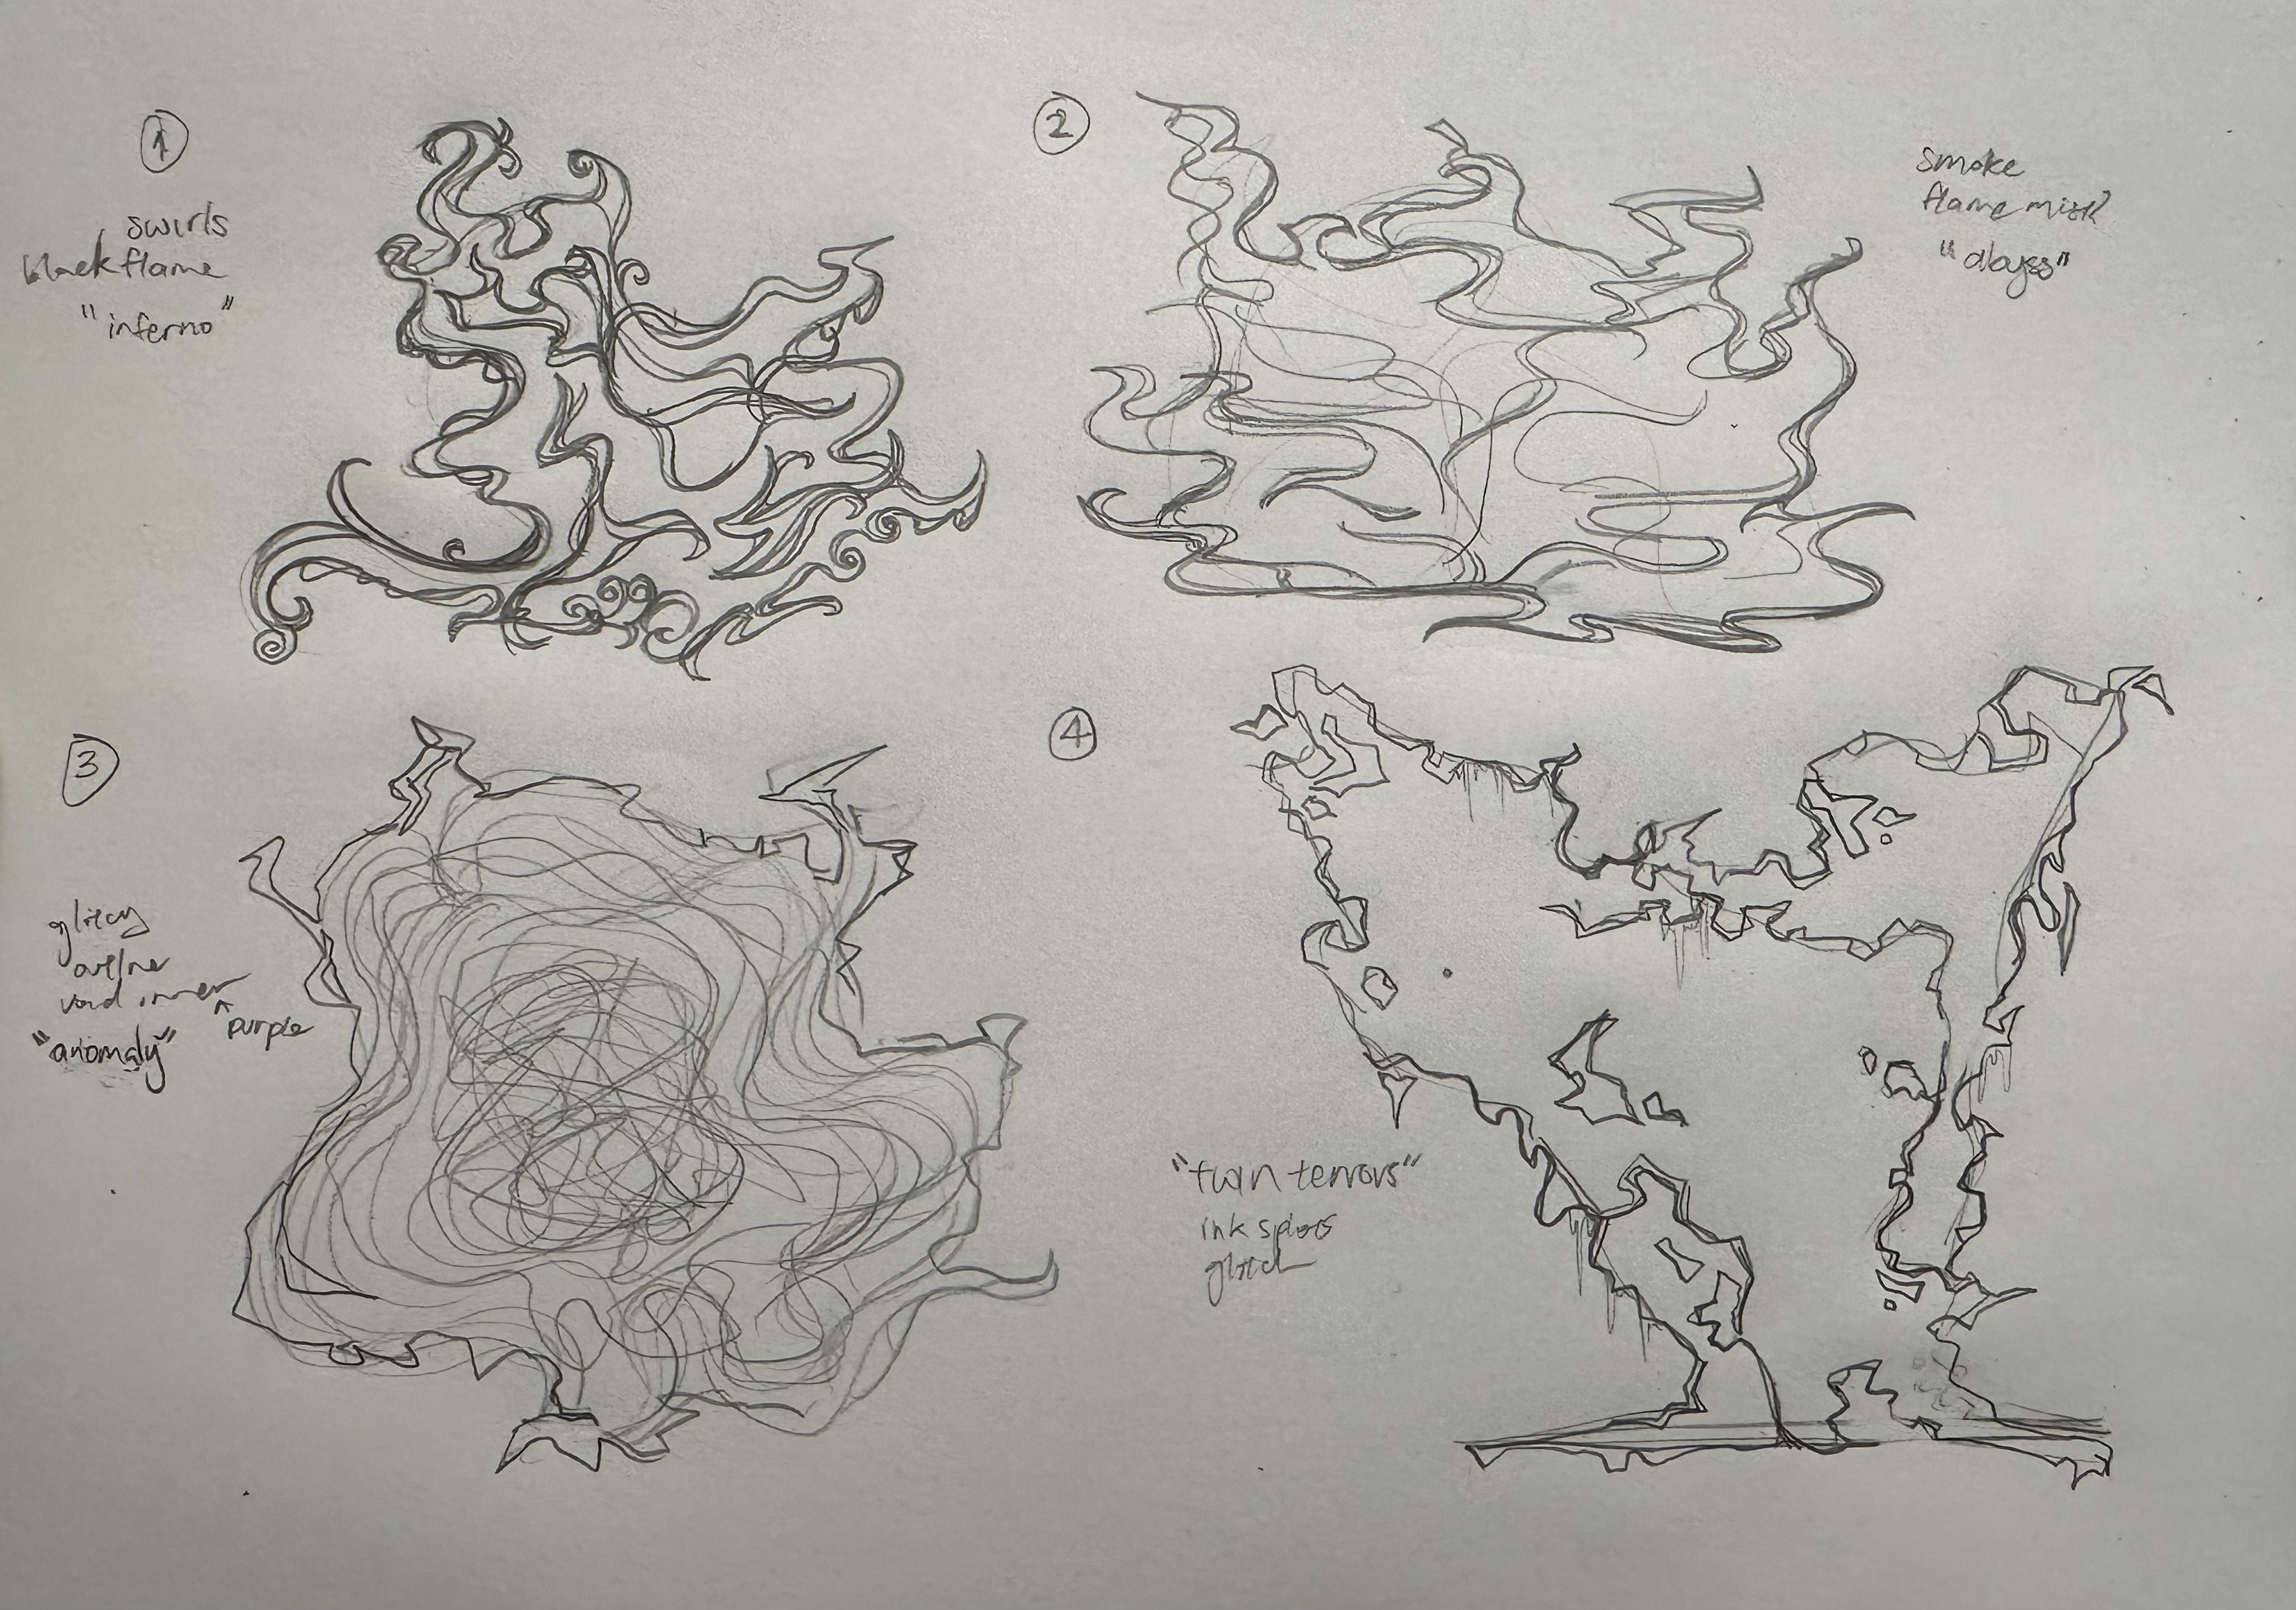 1
swirls
black flame
"inferno"
2
smoke
flame mist
"abyss"
3
glitchy
outline
void inner
purple
"anomaly"
4
"twin terrors"
ink splots
glitch